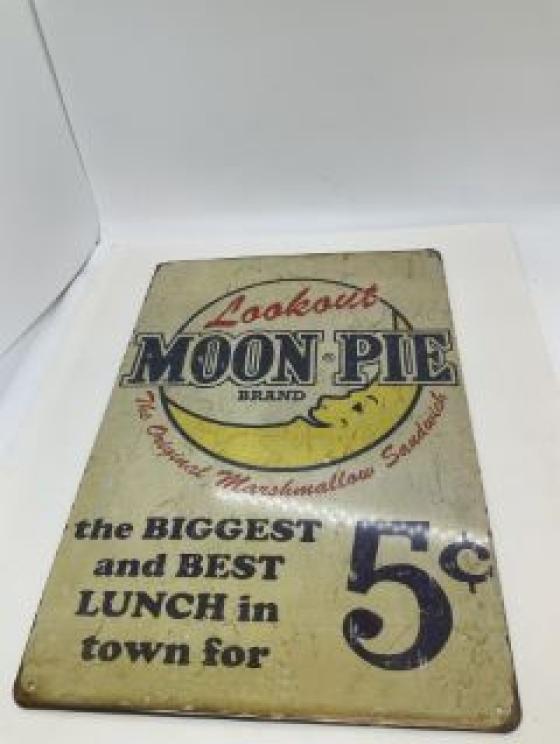 Lookout
MOON PIE
BRAND
The Original Marshmallow Sandwich
the BIGGEST
and BEST
LUNCH in
town for
5¢